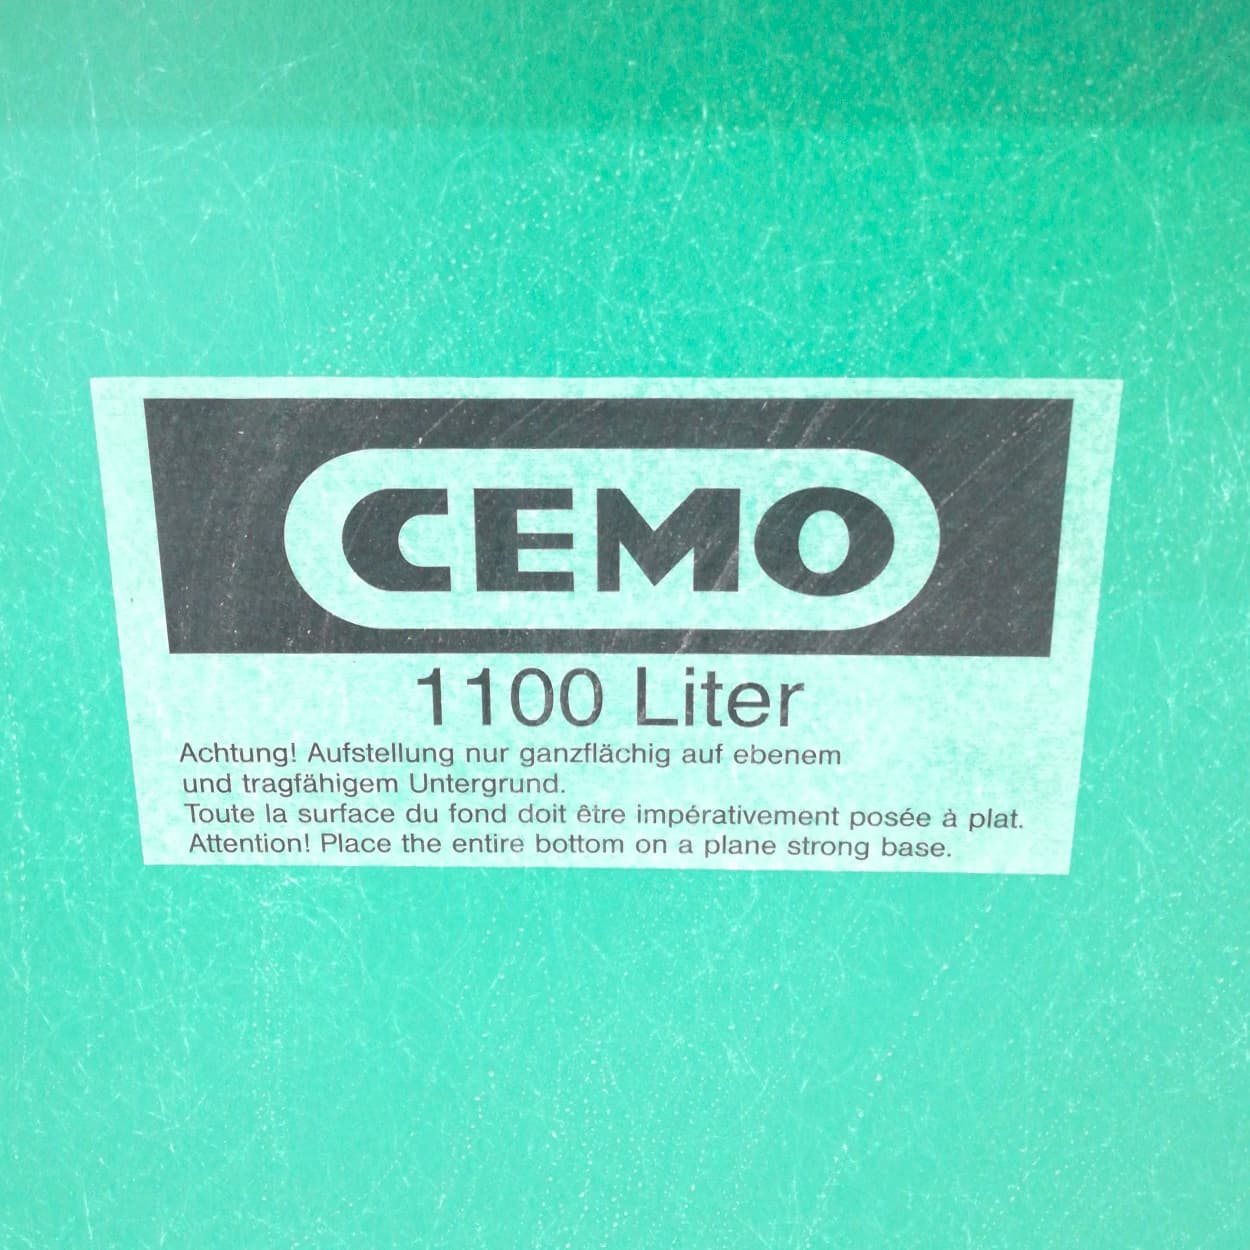 CEMO
1100 Liter
Achtung! Aufstellung nur ganzflächig auf ebenem
und tragfähigem Untergrund.
Toute la surface du fond doit être impérativement posée à plat.
Attention! Place the entire bottom on a plane strong base.